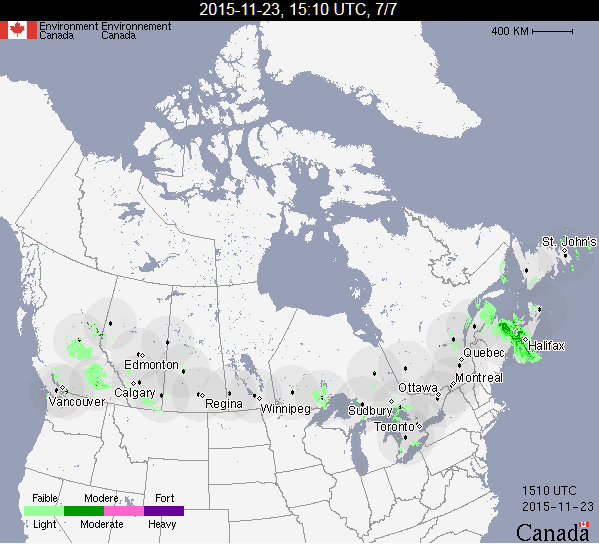 2015-11-23, 15:10 UTC, 7/7
Environment Environnement
Canada Canada
400 KM
St. John's
Halifax
Quebec
Edmonton
Montreal
Ottawa
Calgary
Vancouver
Regina
Winnipeg
Sudbury
Toronto
Faible Modere Fort
Light Moderate Heavy
1510 UTC
2015-11-23
Canada